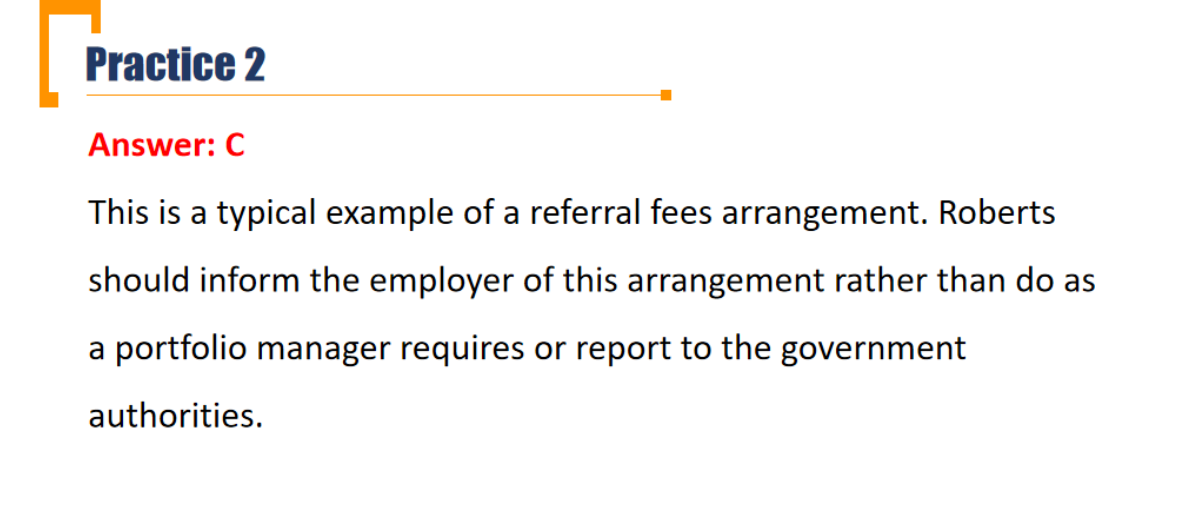 Practice 2
Answer: C
This is a typical example of a referral fees arrangement. Roberts
should inform the employer of this arrangement rather than do as
a portfolio manager requires or report to the government
authorities.